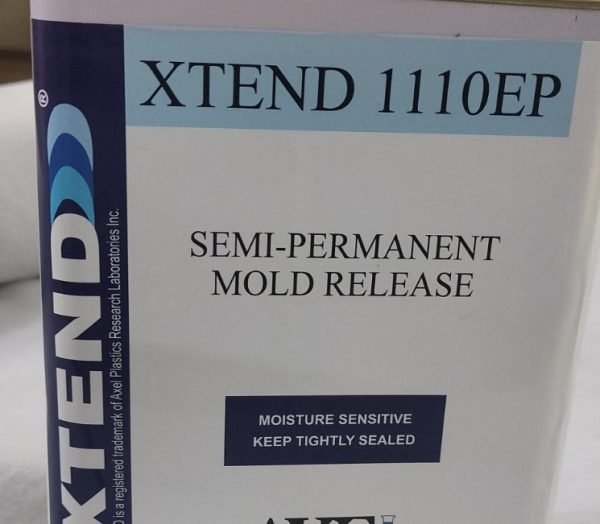 XTEND 1110EP
SEMI-PERMANENT
MOLD RELEASE
MOISTURE SENSITIVE
KEEP TIGHTLY SEALED
XTEND ®
D is a registered trademark of Axel Plastics Research Laboratories Inc.